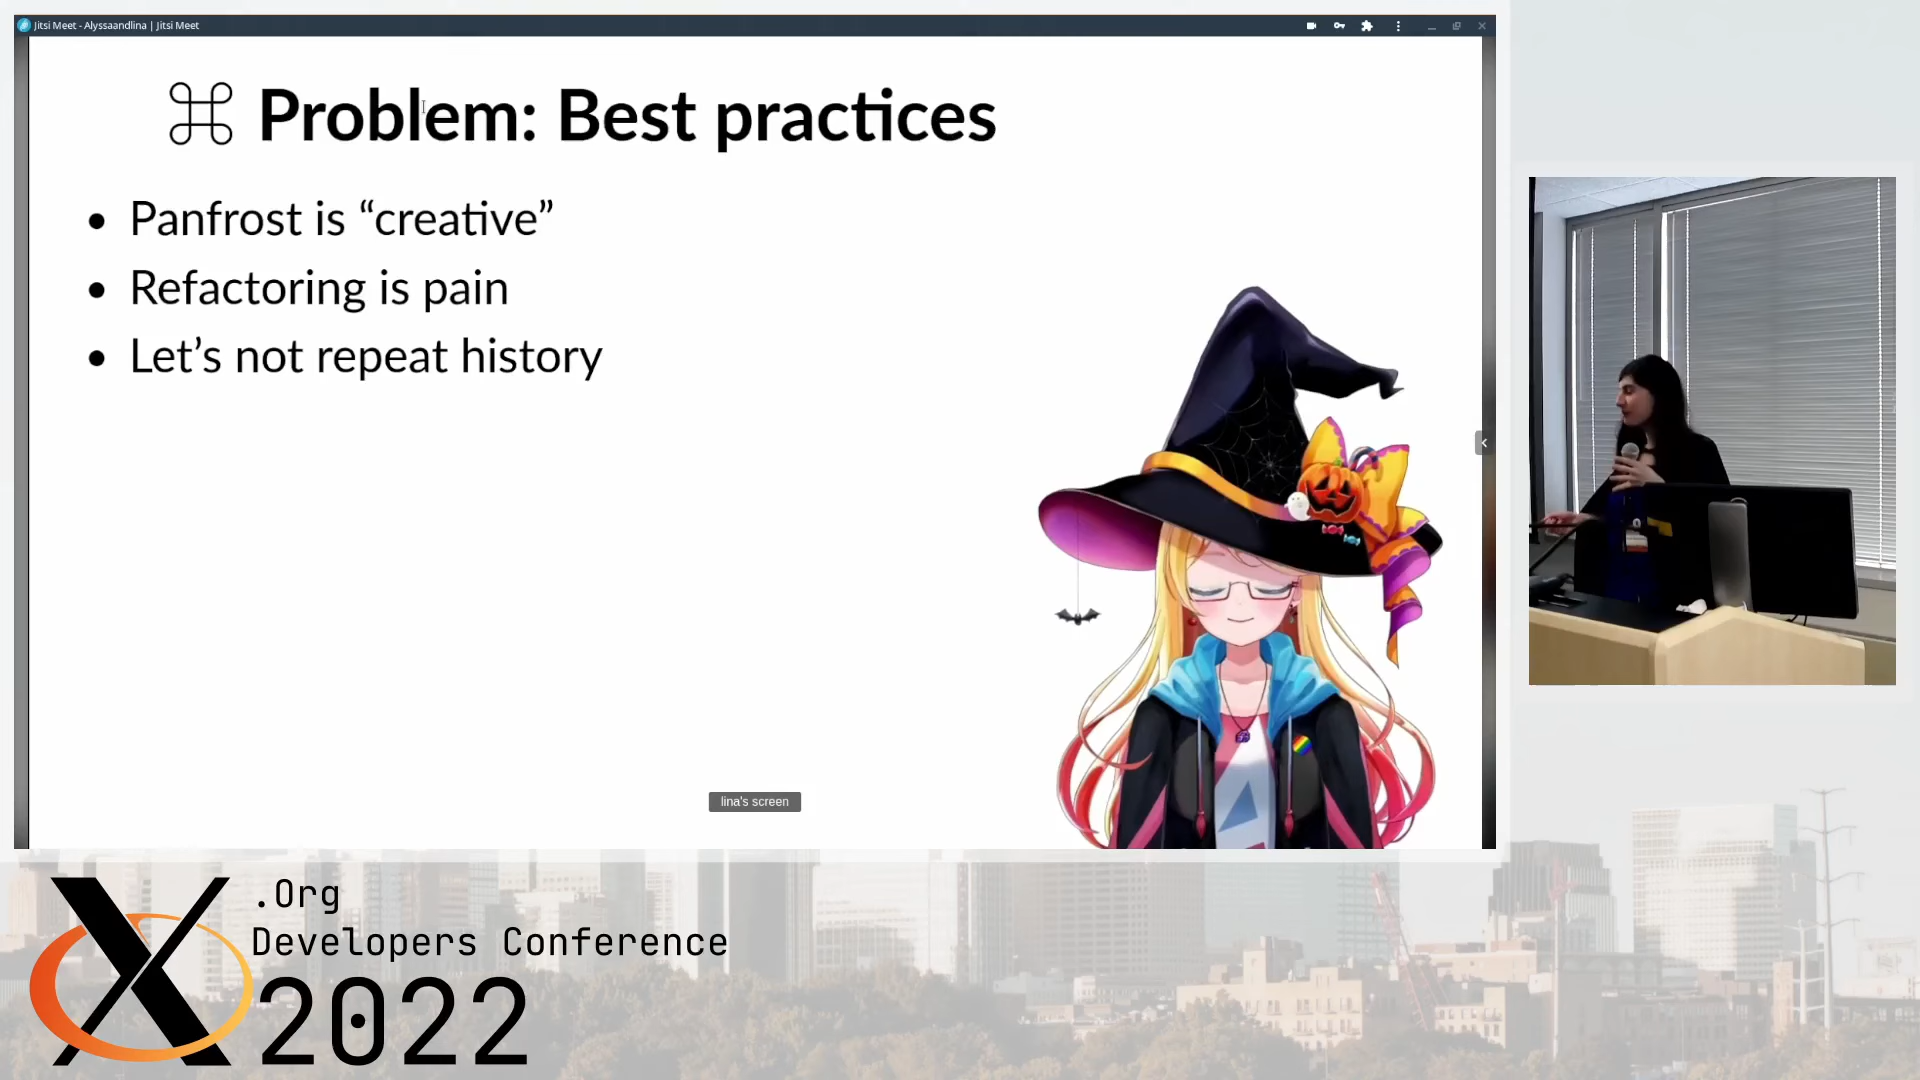 Jitsi Meet - Alyssaandlina | Jitsi Meet
⌘ Problem: Best practices
• Panfrost is “creative”
• Refactoring is pain
• Let’s not repeat history
lina's screen
.Org
Developers Conference
2022